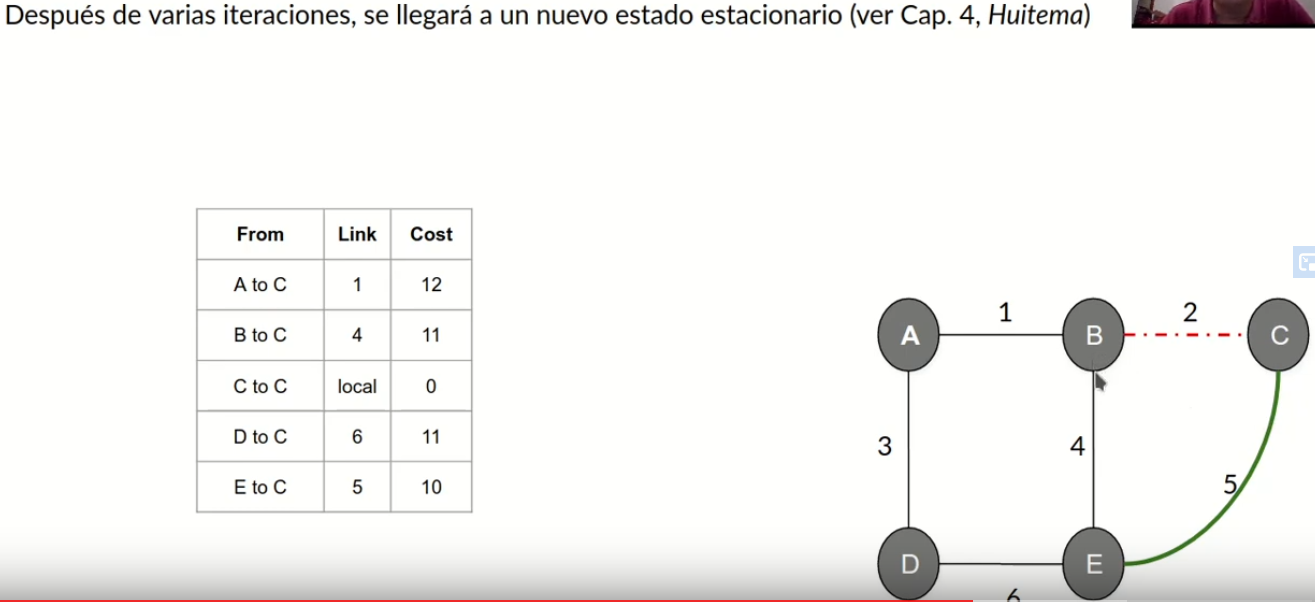 Después de varias iteraciones, se llegará a un nuevo estado estacionario (ver Cap. 4, Huitema)
From Link Cost
A to C 1 12
B to C 4 11
C to C local 0
D to C 6 11
E to C 5 10
1 2
A B C
3 4
5
D E
6